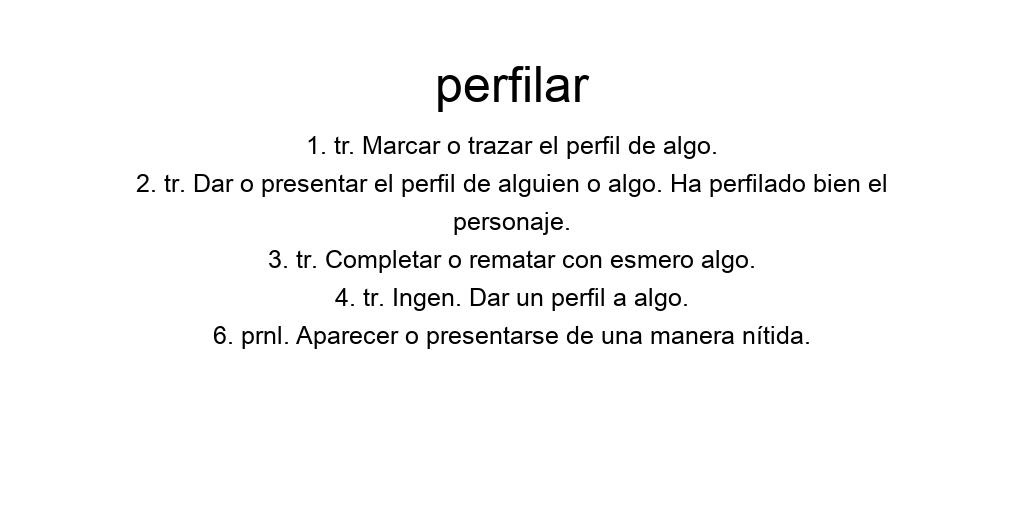 perfilar
1. tr. Marcar o trazar el perfil de algo.
2. tr. Dar o presentar el perfil de alguien o algo. Ha perfilado bien el
personaje.
3. tr. Completar o rematar con esmero algo.
4. tr. Ingen. Dar un perfil a algo.
6. prnl. Aparecer o presentarse de una manera nítida.